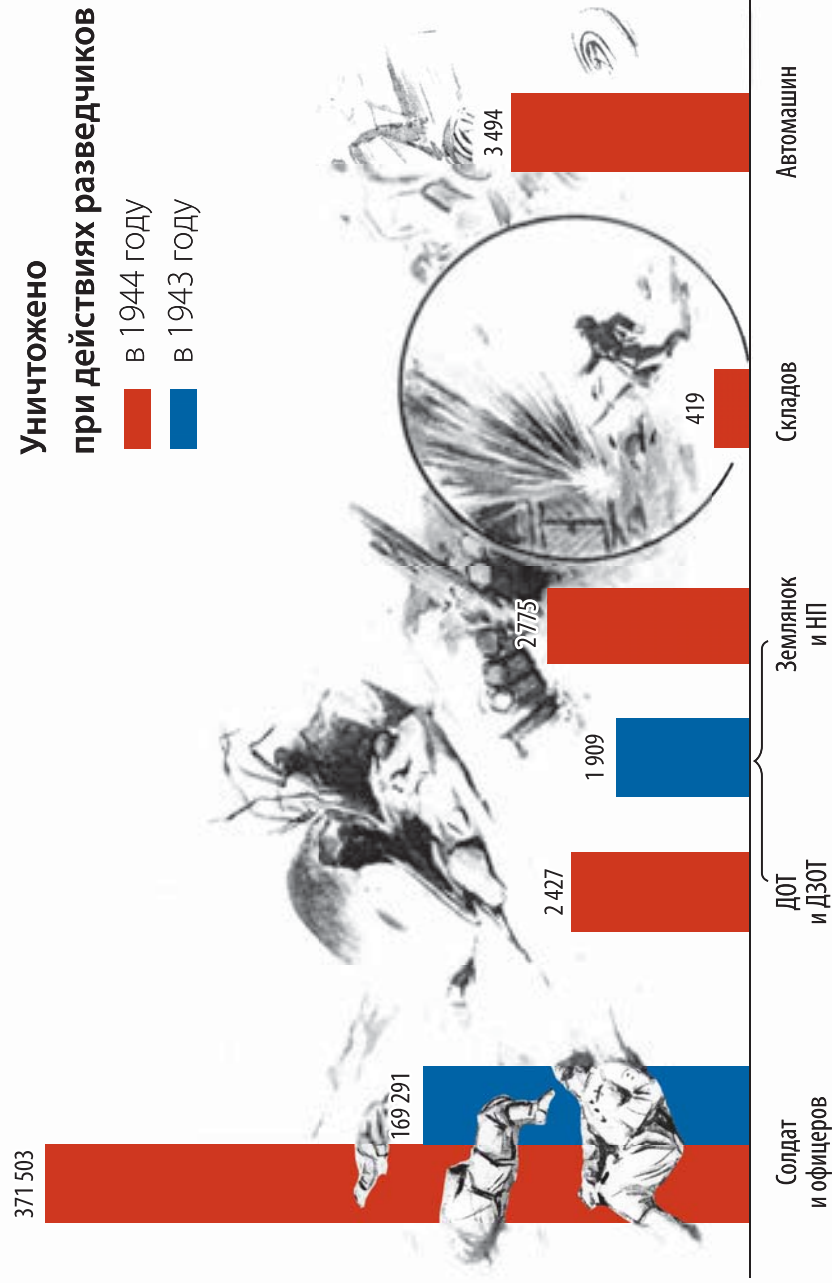 Уничтожено
при действиях разведчиков
в 1944 году
в 1943 году
371 503
169 291
2 427
1 909
2 775
419
3 494
Солдат
и офицеров
ДОТ
и ДЗОТ
Землянок
и НП
Складов
Автомашин